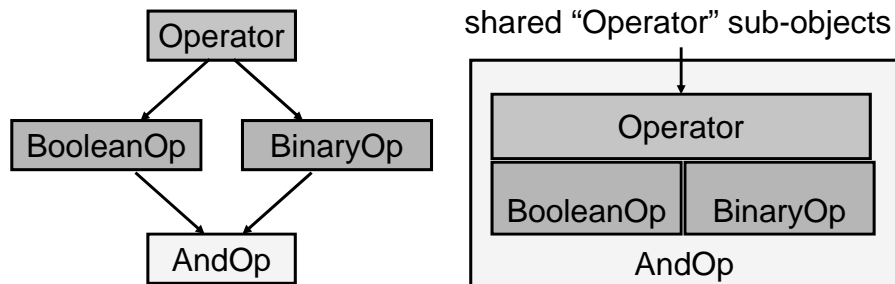 Operator
BooleanOp BinaryOp
AndOp
shared “Operator” sub-objects
Operator
BooleanOp BinaryOp
AndOp